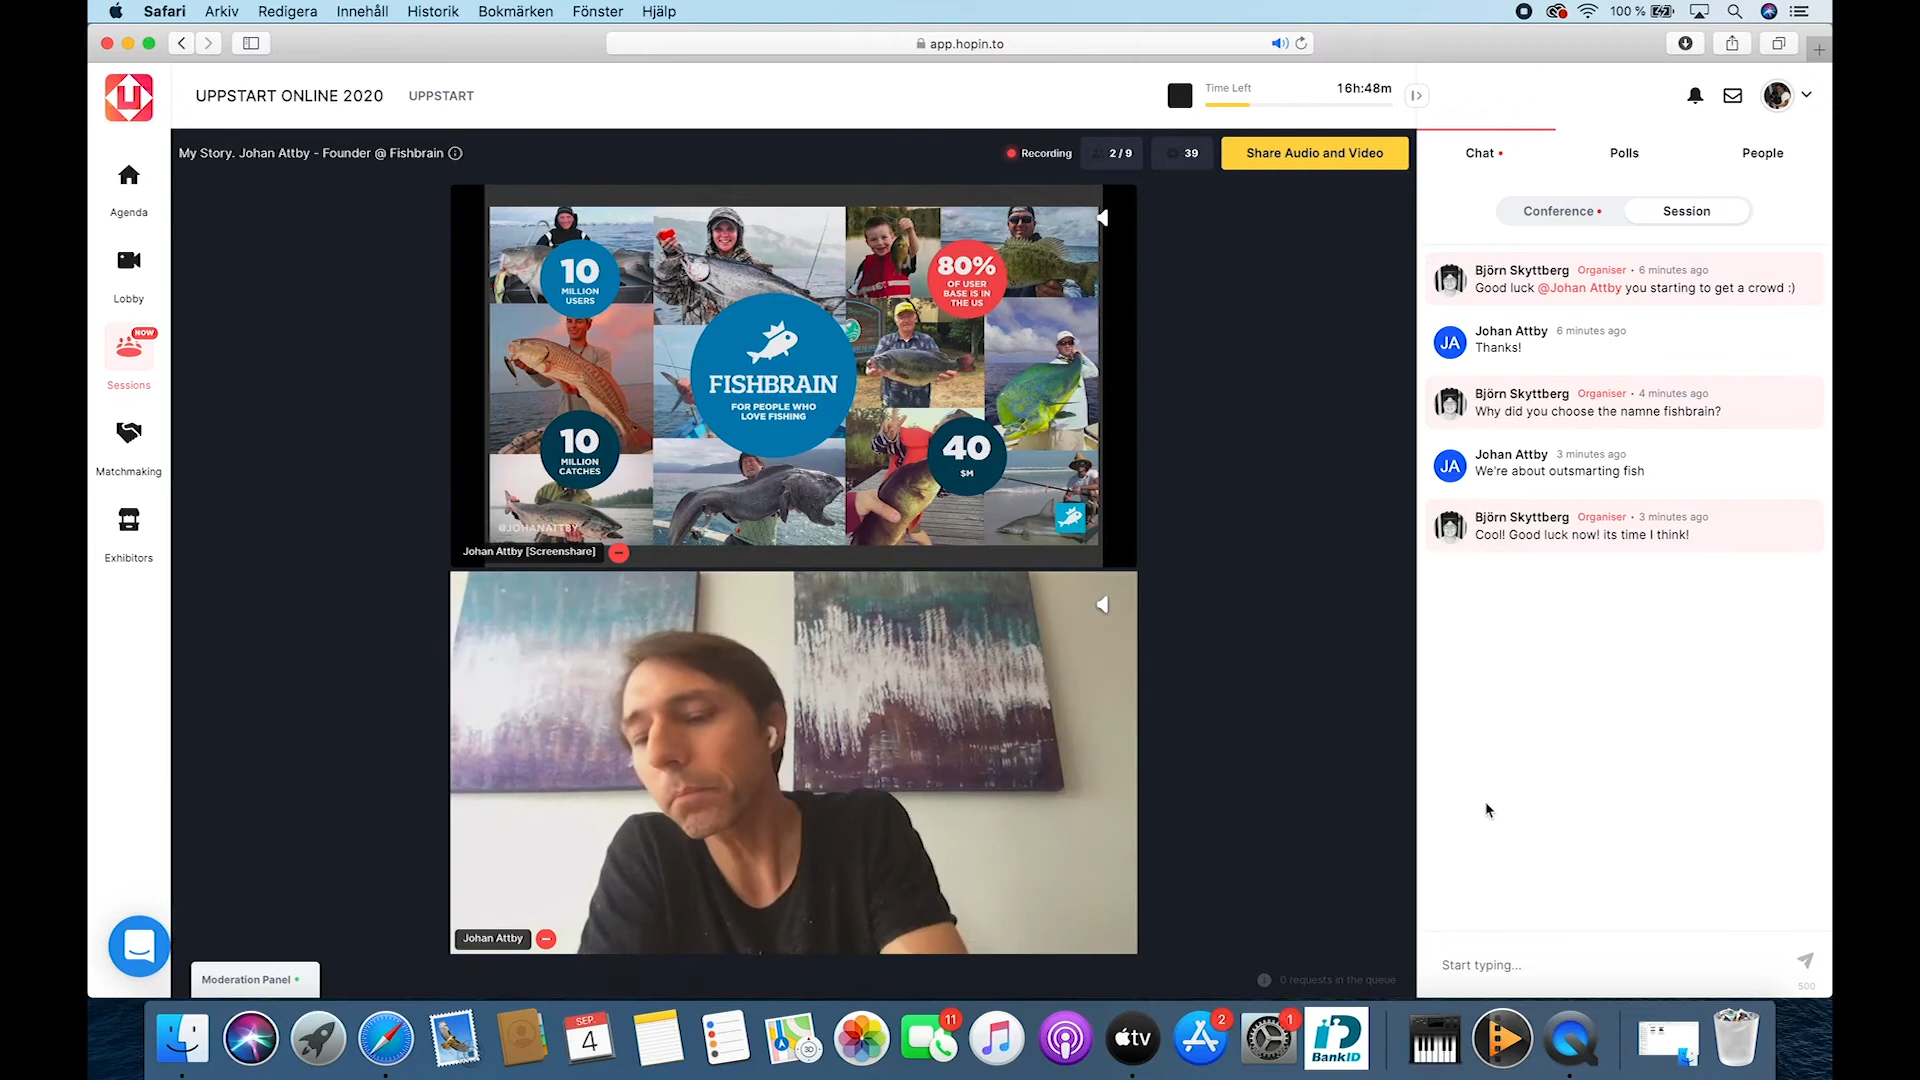 Safari Arkiv Redigera Innehåll Historik Bokmärken Fönster Hjälp
100 %
app.hopin.to
UPPSTART ONLINE 2020 UPPSTART
Time Left 16h:48m
My Story. Johan Attby - Founder @ Fishbrain
Recording 2 / 9 39 Share Audio and Video
Agenda
Lobby
NOW
Sessions
Matchmaking
Exhibitors
10
MILLION
USERS
80%
OF USER
BASE IS IN
THE US
FISHBRAIN
FOR PEOPLE WHO
LOVE FISHING
10
MILLION
CATCHES
40
$M
@JOHANATTBY
Johan Attby [Screenshare]
Johan Attby
Moderation Panel
0 requests in the queue
Chat Polls People
Conference Session
Björn Skyttberg Organiser • 6 minutes ago
Good luck @Johan Attby you starting to get a crowd :)
JA
Johan Attby 6 minutes ago
Thanks!
Björn Skyttberg Organiser • 4 minutes ago
Why did you choose the namne fishbrain?
JA
Johan Attby 3 minutes ago
We're about outsmarting fish
Björn Skyttberg Organiser • 3 minutes ago
Cool! Good luck now! its time I think!
Start typing...
500
SEP
4
11
tv
2
1
BankID